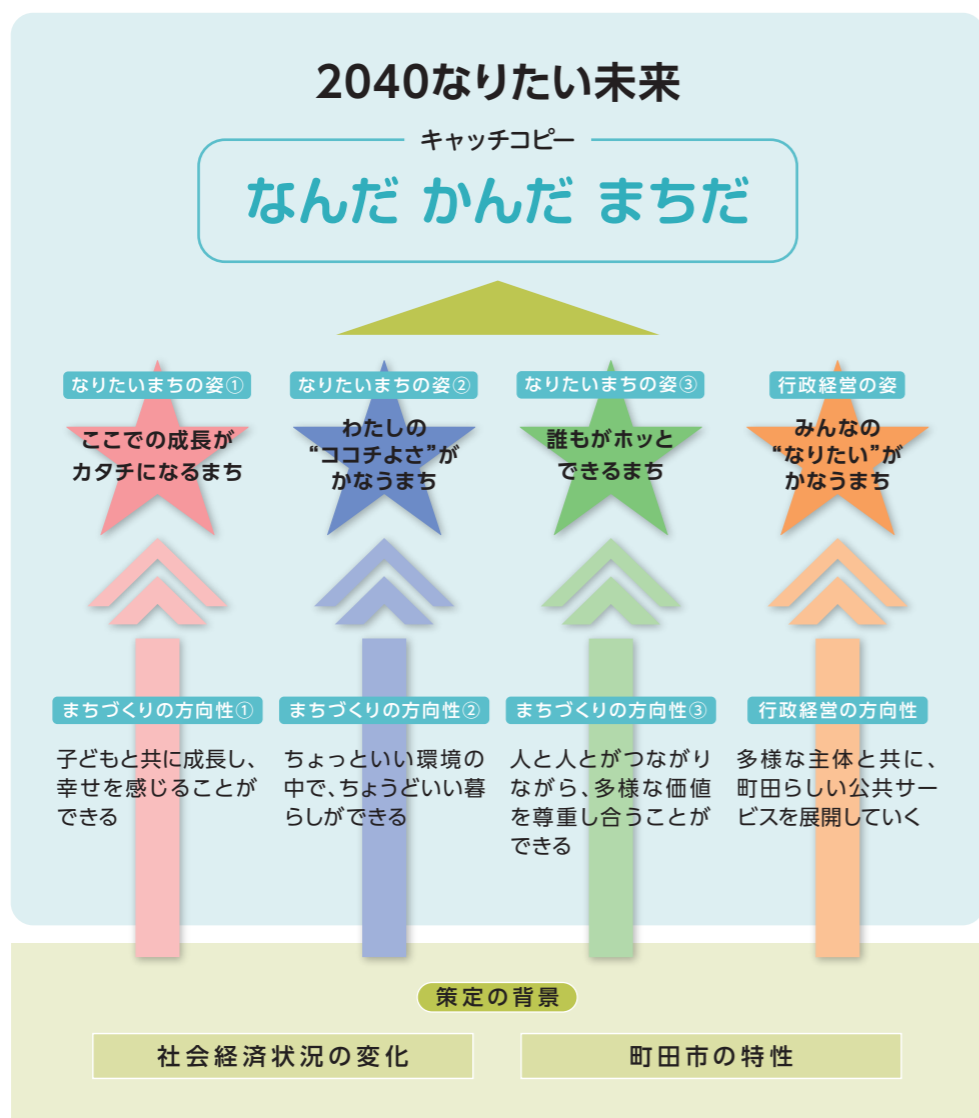 2040なりたい未来
キャッチコピー
なんだ かんだ まちだ
なりたいまちの姿①
ここでの成長が
カタチになるまち
なりたいまちの姿②
わたしの
“ココチよさ”が
かなうまち
なりたいまちの姿③
誰もがホッと
できるまち
行政経営の姿
みんなの
“なりたい”が
かなうまち
まちづくりの方向性①
子どもと共に成長し、
幸せを感じることが
できる
まちづくりの方向性②
ちょっといい環境の
中で、ちょうどいい暮
らしができる
まちづくりの方向性③
人と人とがつながり
ながら、多様な価値
を尊重し合うことが
できる
行政経営の方向性
多様な主体と共に、
町田らしい公共サー
ビスを展開していく
策定の背景
社会経済状況の変化
町田市の特性